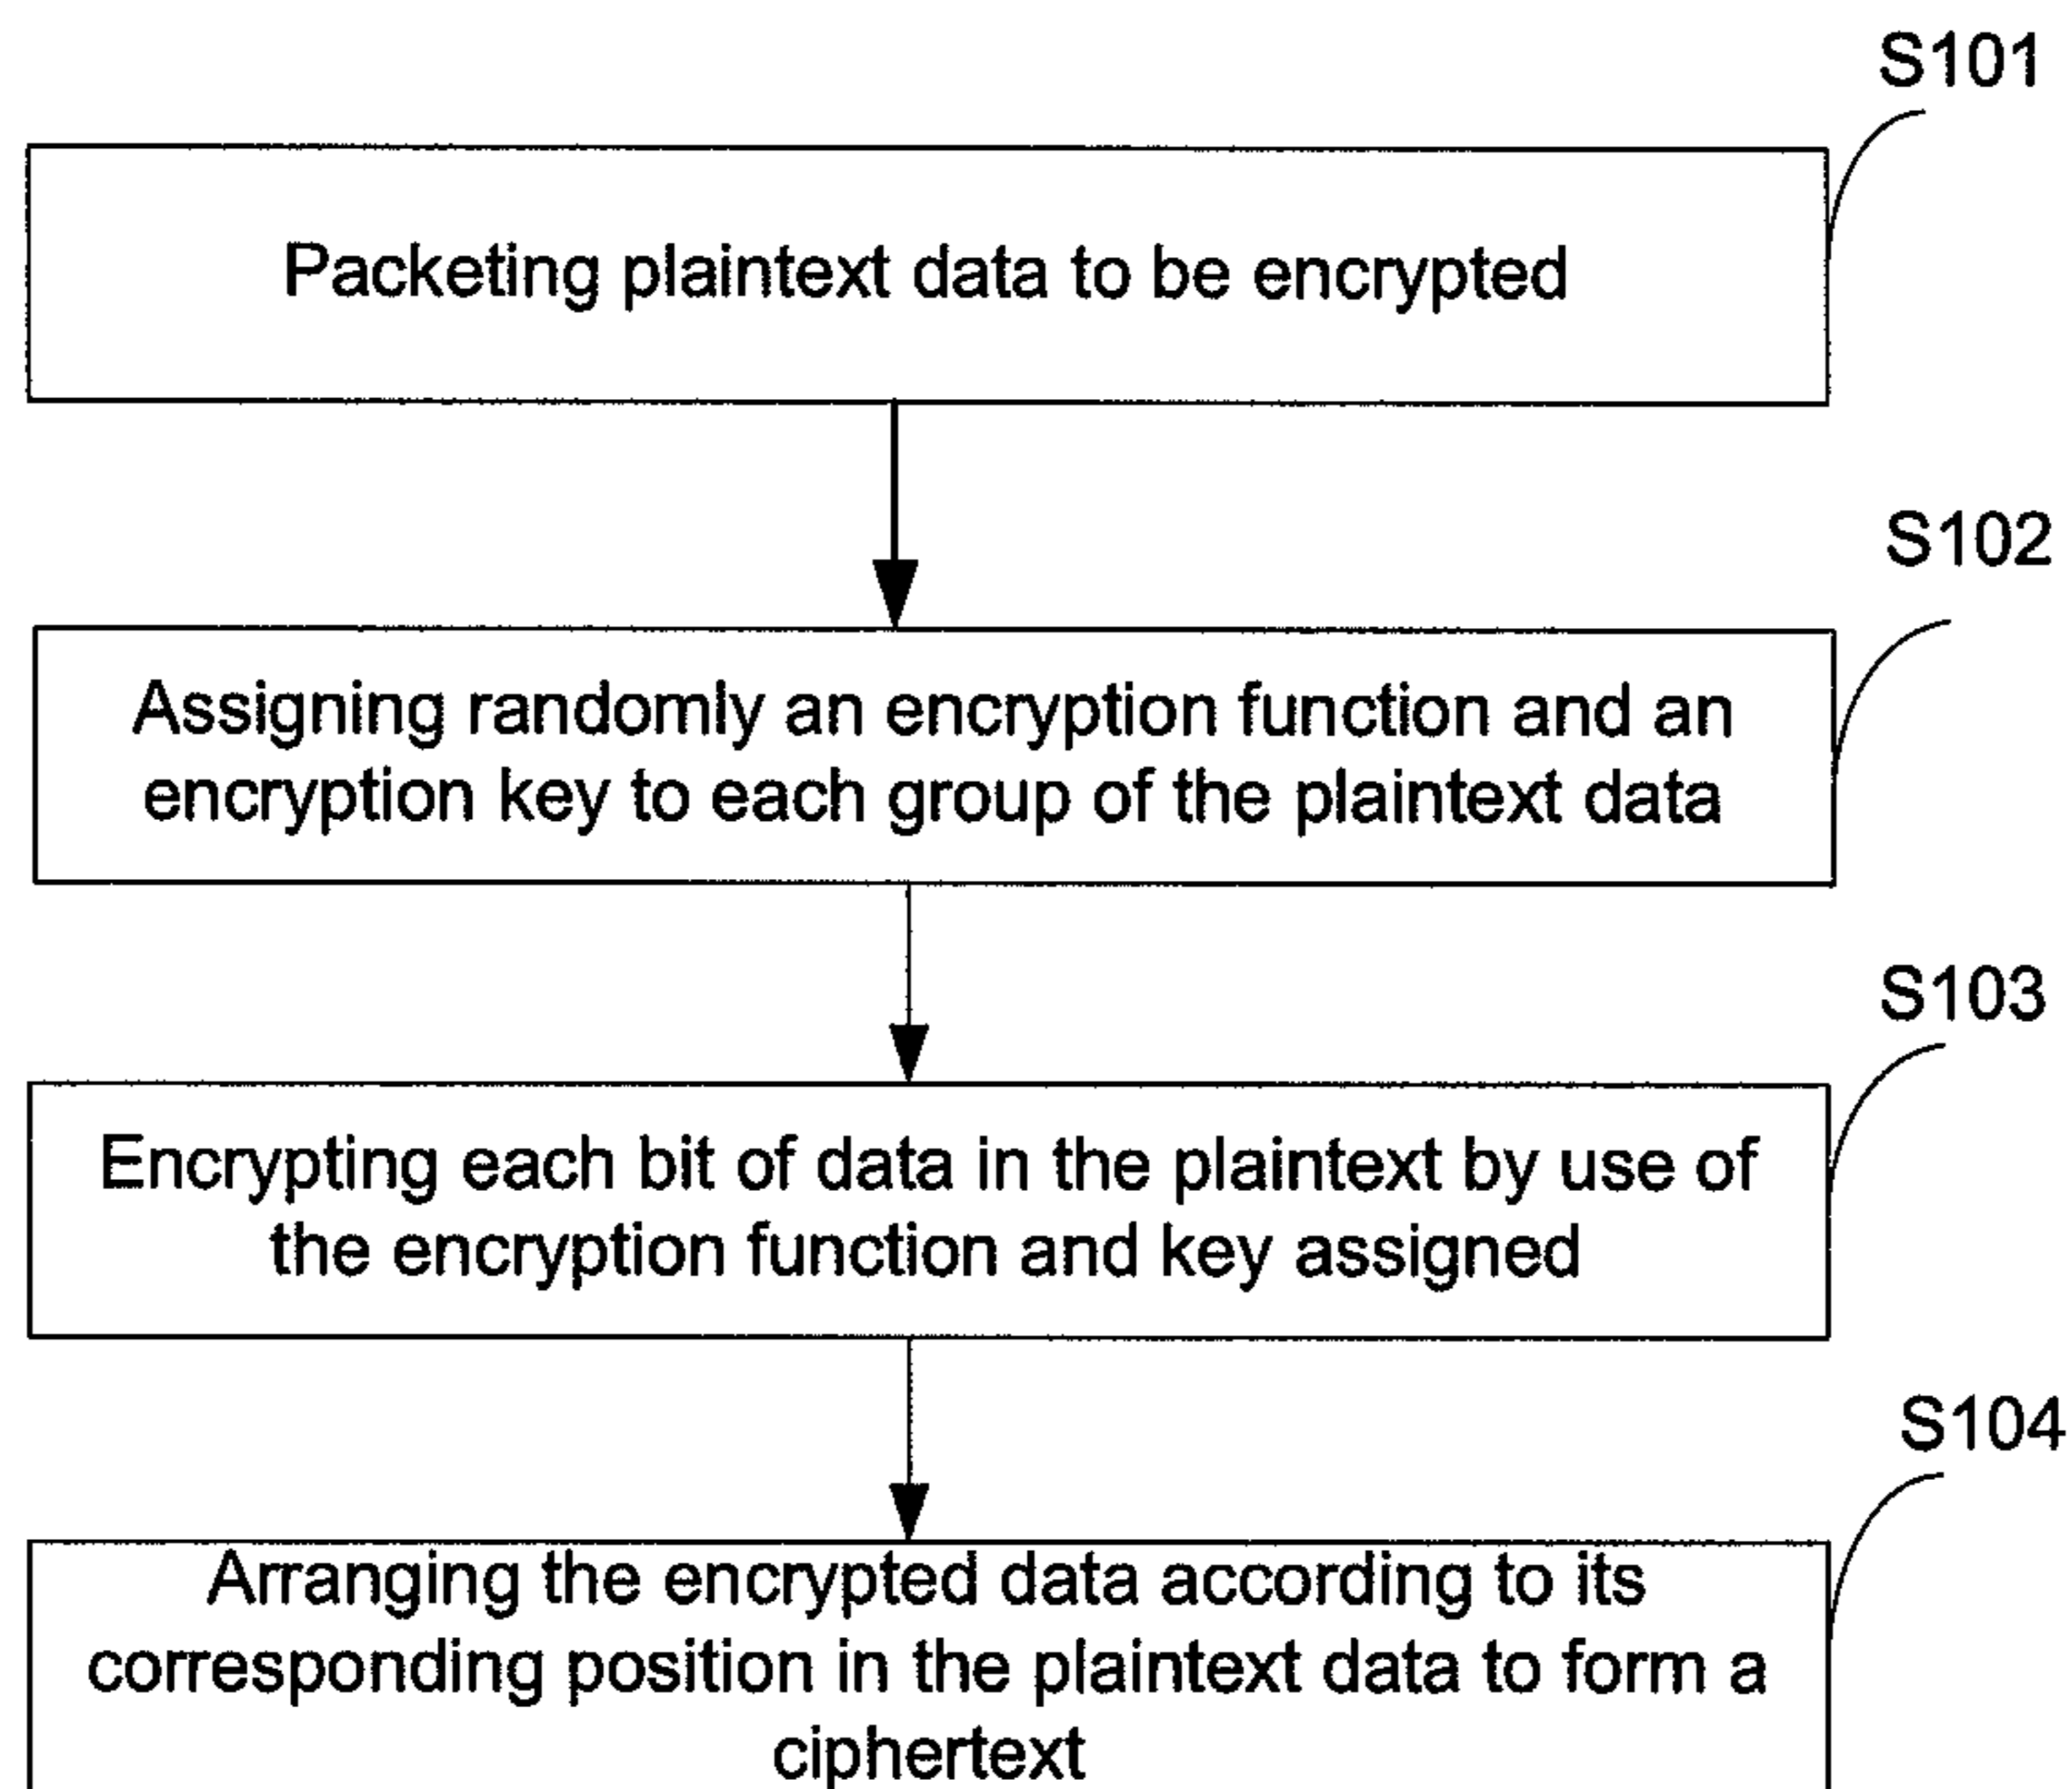 S101
Packeting plaintext data to be encrypted
S102
Assigning randomly an encryption function and an
encryption key to each group of the plaintext data
S103
Encrypting each bit of data in the plaintext by use of
the encryption function and key assigned
S104
Arranging the encrypted data according to its
corresponding position in the plaintext data to form a
ciphertext